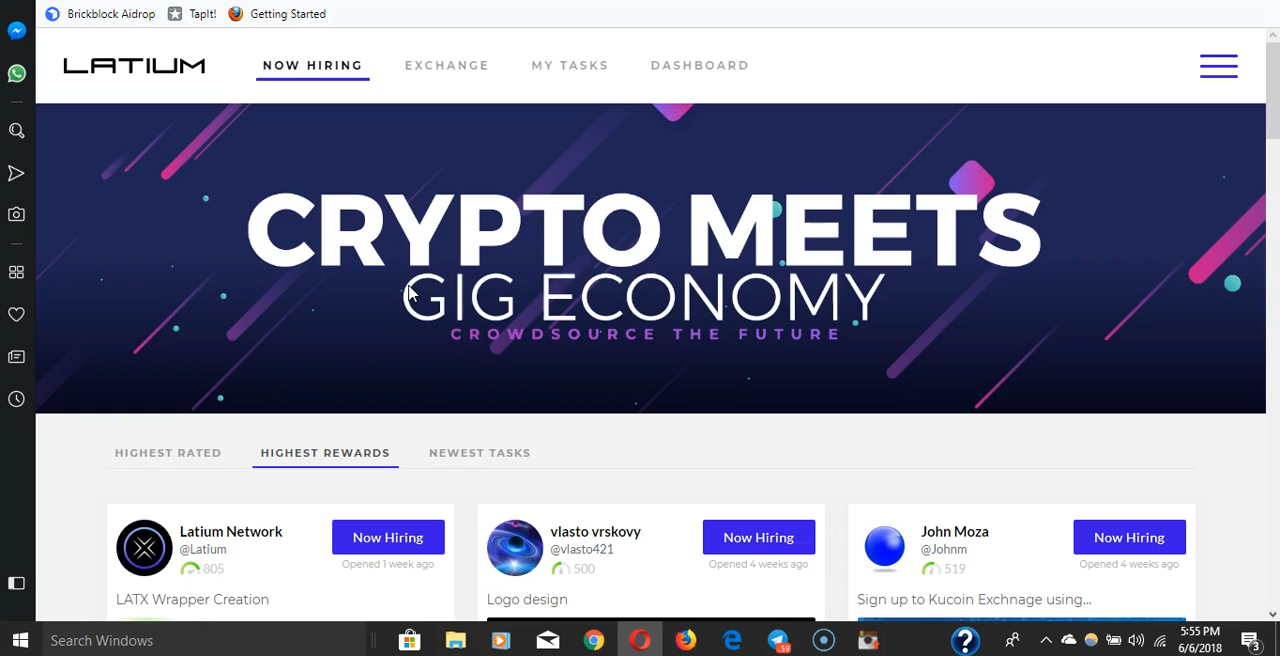 Brickblock Aidrop TapIt! Getting Started
LATIUM NOW HIRING EXCHANGE MY TASKS DASHBOARD
CRYPTO MEETS
GIG ECONOMY
CROWDSOURCE THE FUTURE
HIGHEST RATED HIGHEST REWARDS NEWEST TASKS
Latium Network
@Latium
805
Now Hiring
Opened 1 week ago
LATX Wrapper Creation
vlasto vrskovy
@vlasto421
500
Now Hiring
Opened 4 weeks ago
Logo design
John Moza
@Johnm
519
Now Hiring
Opened 4 weeks ago
Sign up to Kucoin Exchnage using...
Search Windows
59
?
5:55 PM
6/6/2018
3